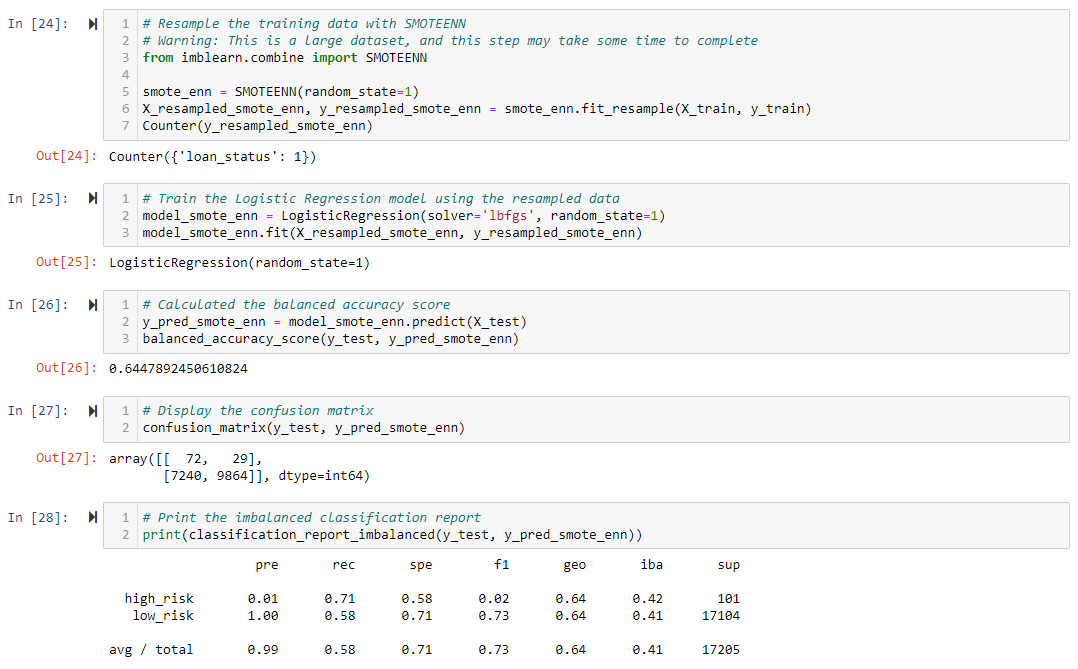 In [24]:
1 # Resample the training data with SMOTEENN
2 # Warning: This is a large dataset, and this step may take some time to complete
3 from imblearn.combine import SMOTEENN
4
5 smote_enn = SMOTEENN(random_state=1)
6 X_resampled_smote_enn, y_resampled_smote_enn = smote_enn.fit_resample(X_train, y_train)
7 Counter(y_resampled_smote_enn)
Out[24]: Counter({'loan_status': 1})
In [25]:
1 # Train the Logistic Regression model using the resampled data
2 model_smote_enn = LogisticRegression(solver='lbfgs', random_state=1)
3 model_smote_enn.fit(X_resampled_smote_enn, y_resampled_smote_enn)
Out[25]: LogisticRegression(random_state=1)
In [26]:
1 # Calculated the balanced accuracy score
2 y_pred_smote_enn = model_smote_enn.predict(X_test)
3 balanced_accuracy_score(y_test, y_pred_smote_enn)
Out[26]: 0.6447892450610824
In [27]:
1 # Display the confusion matrix
2 confusion_matrix(y_test, y_pred_smote_enn)
Out[27]: array([[  72,   29],
       [7240, 9864]], dtype=int64)
In [28]:
1 # Print the imbalanced classification report
2 print(classification_report_imbalanced(y_test, y_pred_smote_enn))
pre rec spe f1 geo iba sup
high_risk 0.01 0.71 0.58 0.02 0.64 0.42 101
low_risk 1.00 0.58 0.71 0.73 0.64 0.41 17104
avg / total 0.99 0.58 0.71 0.73 0.64 0.41 17205